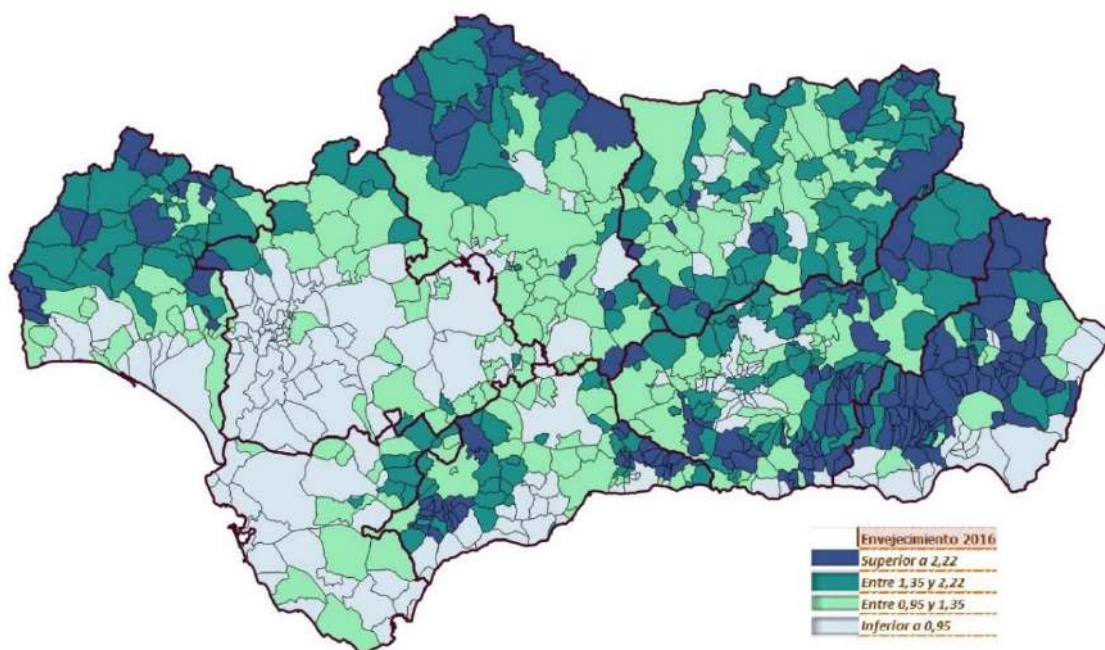 Envejecimiento 2016
Superior a 2,22
Entre 1,35 y 2,22
Entre 0,95 y 1,35
Inferior a 0,95